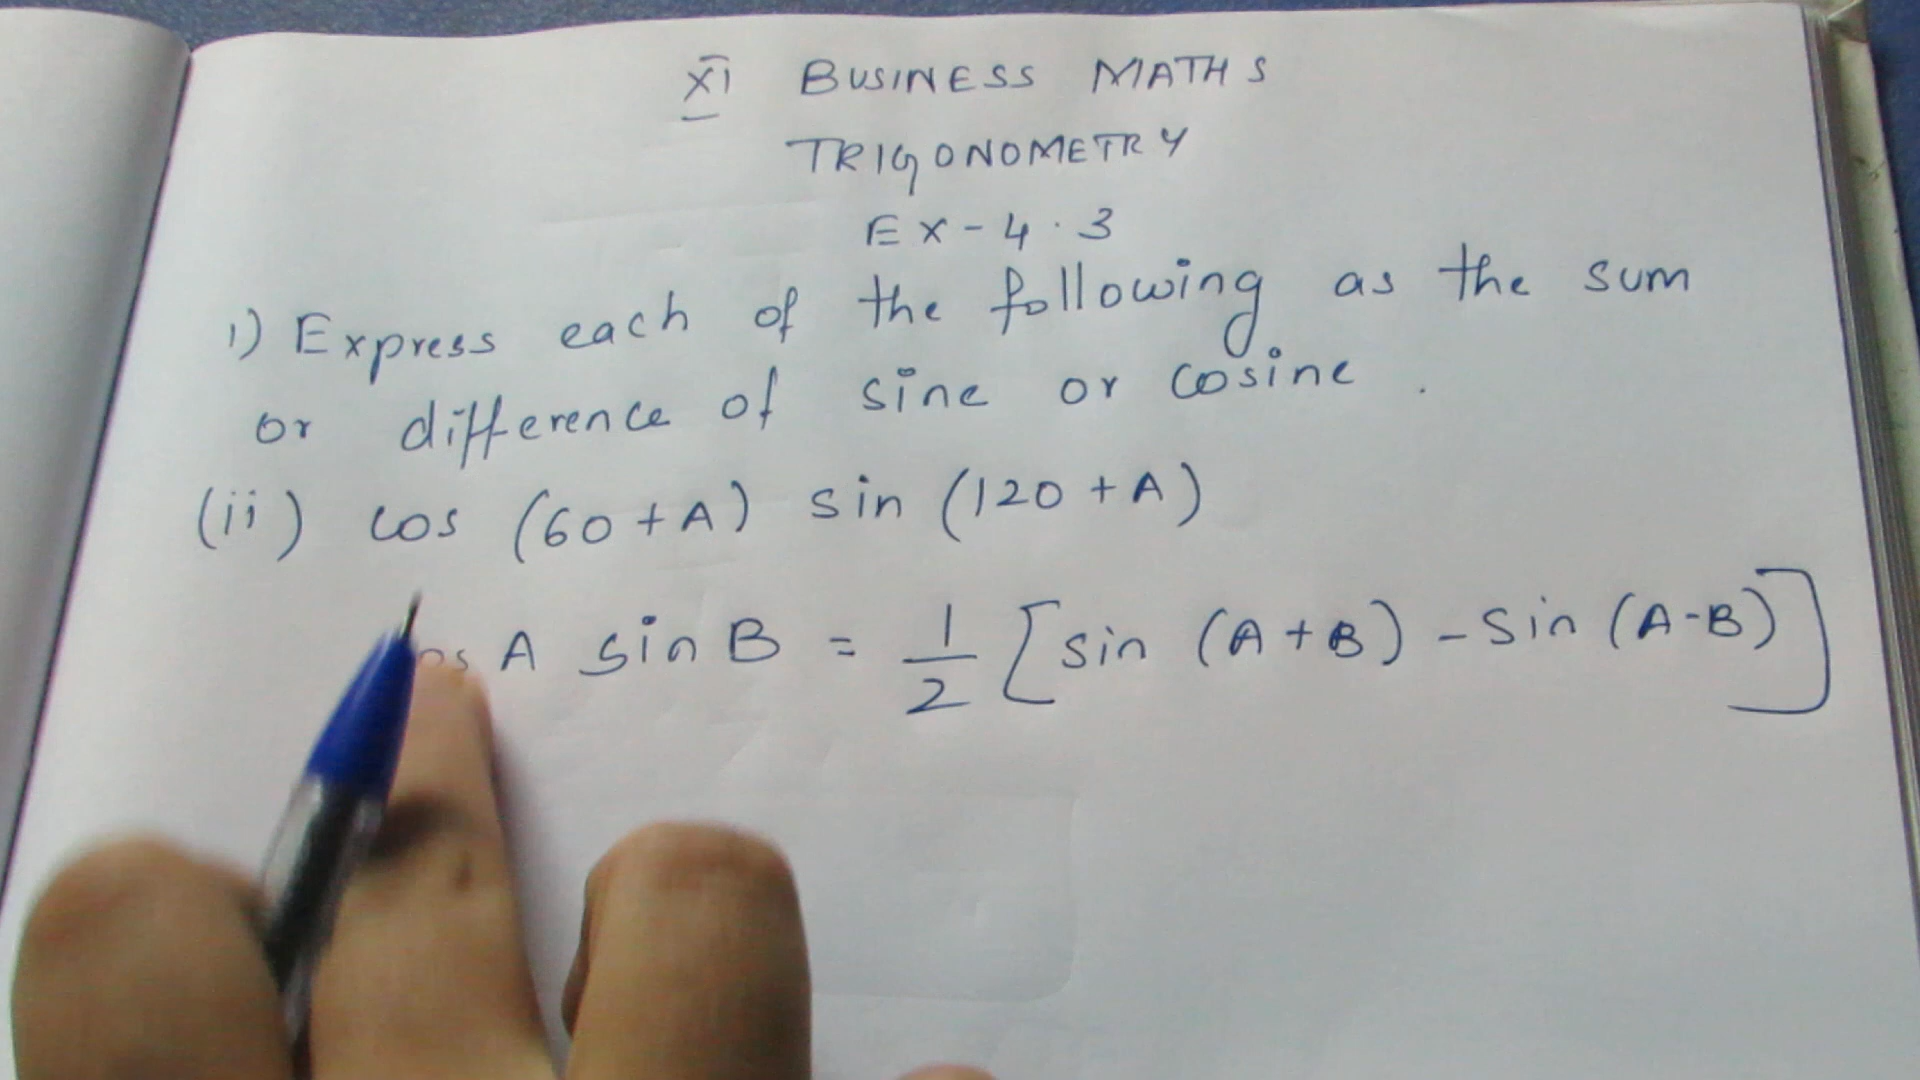 XI BUSINESS MATHS
TRIGONOMETRY
EX-4.3
1) Express each of the following as the sum
or difference of sine or cosine.
(ii) cos (60+A) sin (120+A)
os A sin B = 1/2 [sin (A+B) - sin (A-B)]